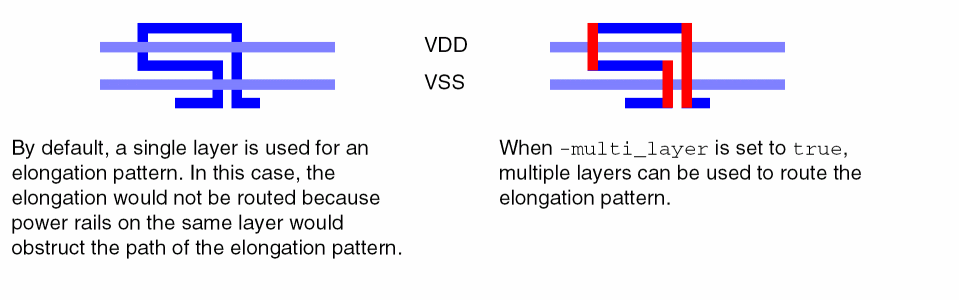 VDD
VSS
By default, a single layer is used for an
elongation pattern. In this case, the
elongation would not be routed because
power rails on the same layer would
obstruct the path of the elongation pattern.
When -multi_layer is set to true,
multiple layers can be used to route the
elongation pattern.